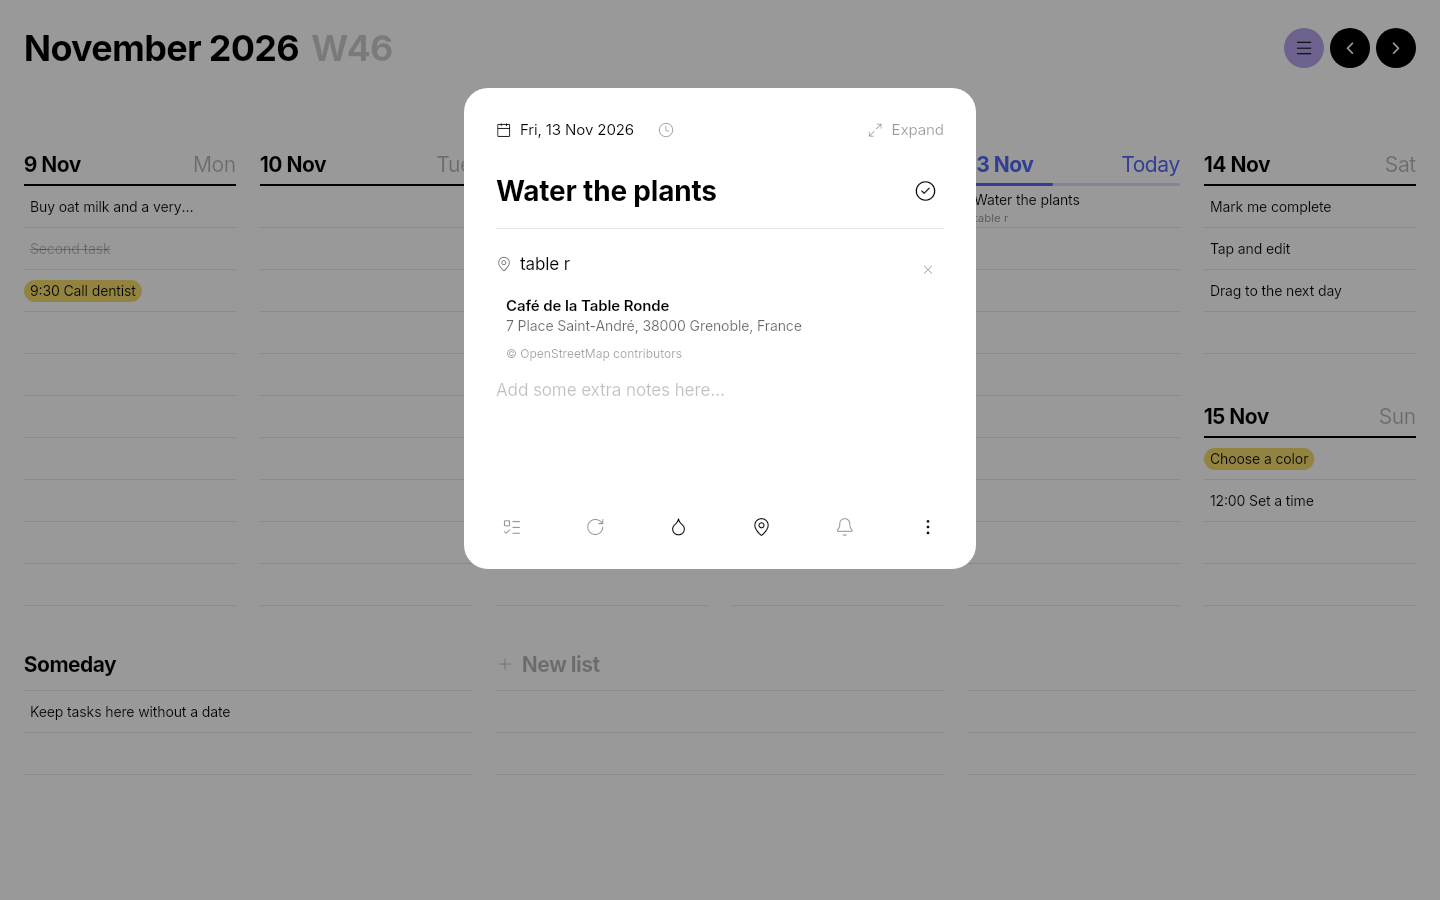 November 2026 W46
Fri, 13 Nov 2026
Expand
Water the plants
table r
Café de la Table Ronde
7 Place Saint-André, 38000 Grenoble, France
© OpenStreetMap contributors
Add some extra notes here...
9 Nov Mon
Buy oat milk and a very...
Second task
9:30 Call dentist
10 Nov Tue
3 Nov Today
Water the plants
table r
14 Nov Sat
Mark me complete
Tap and edit
Drag to the next day
15 Nov Sun
Choose a color
12:00 Set a time
Someday
Keep tasks here without a date
+ New list